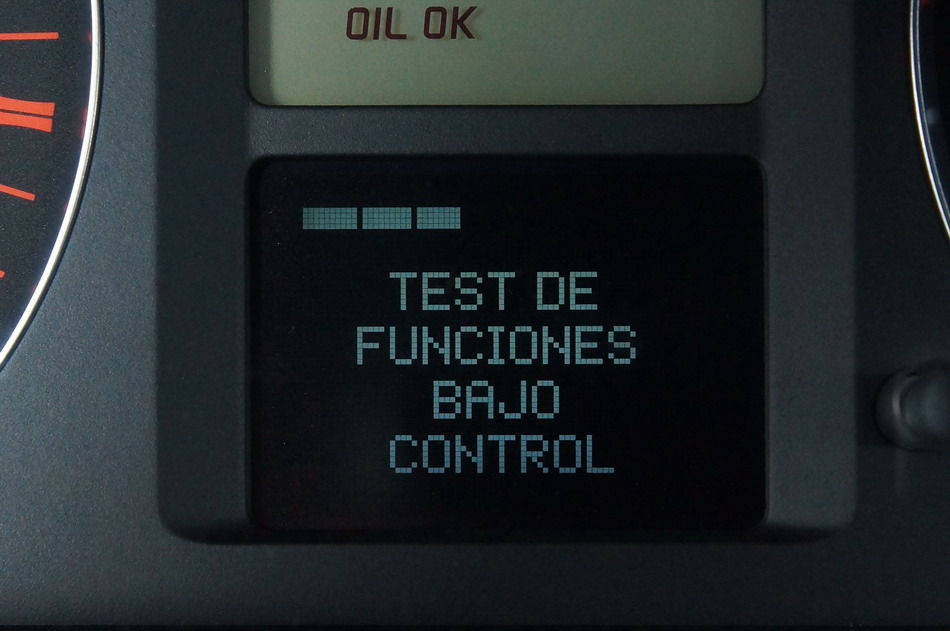 OIL OK
TEST DE
FUNCIONES
BAJO
CONTROL